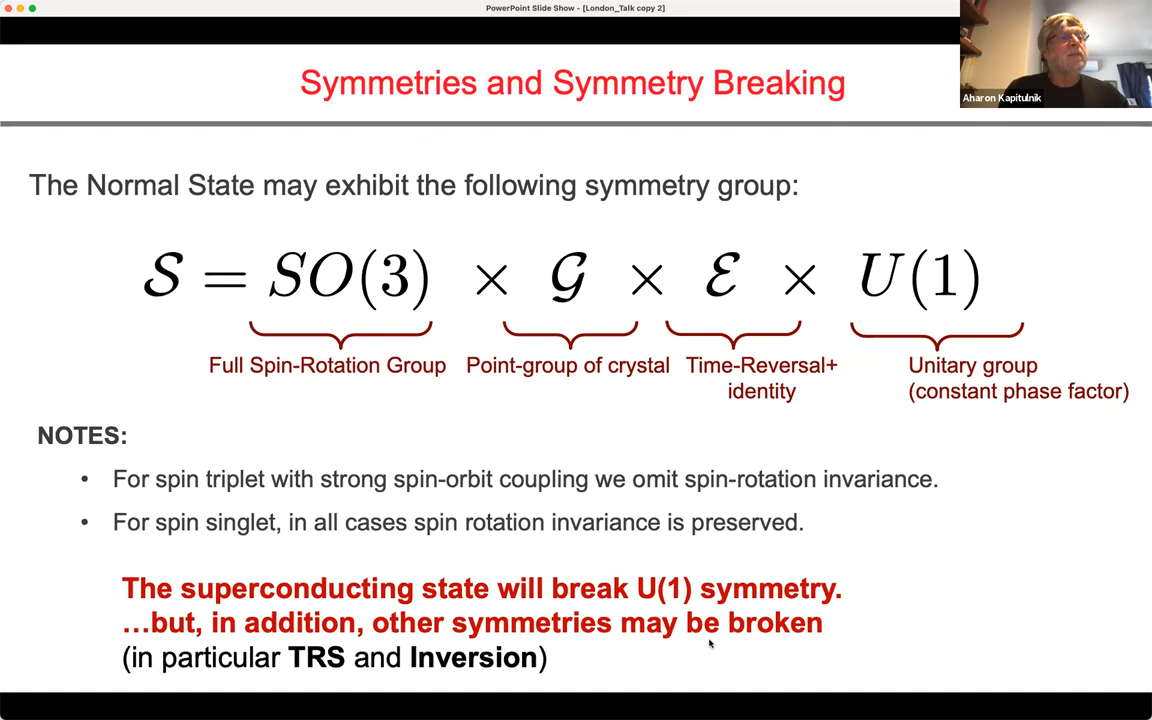 PowerPoint Slide Show - [London_Talk copy 2]
Aharon Kapitulnik
Symmetries and Symmetry Breaking
The Normal State may exhibit the following symmetry group:
𝒮 = SO(3) × 𝒢 × ℰ × U(1)
Full Spin-Rotation Group
Point-group of crystal
Time-Reversal+
identity
Unitary group
(constant phase factor)
NOTES:
• For spin triplet with strong spin-orbit coupling we omit spin-rotation invariance.
• For spin singlet, in all cases spin rotation invariance is preserved.
The superconducting state will break U(1) symmetry.
…but, in addition, other symmetries may be broken
(in particular TRS and Inversion)